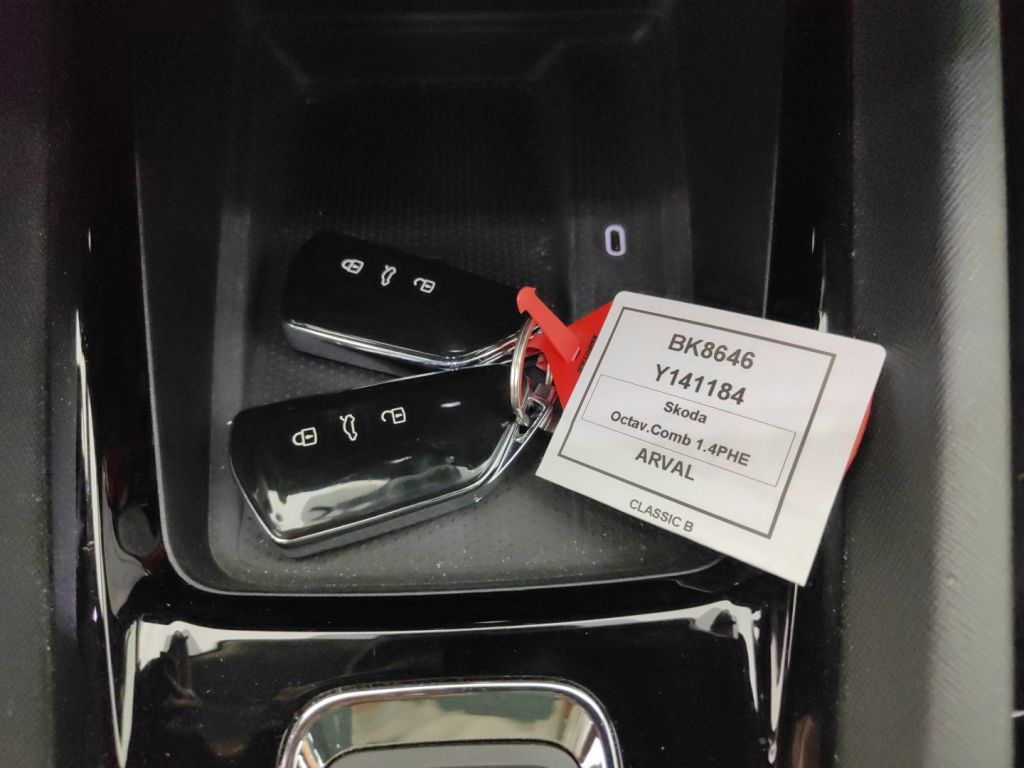 BK8646
Y141184
Skoda
Octav.Comb 1.4PHE
ARVAL
CLASSIC B